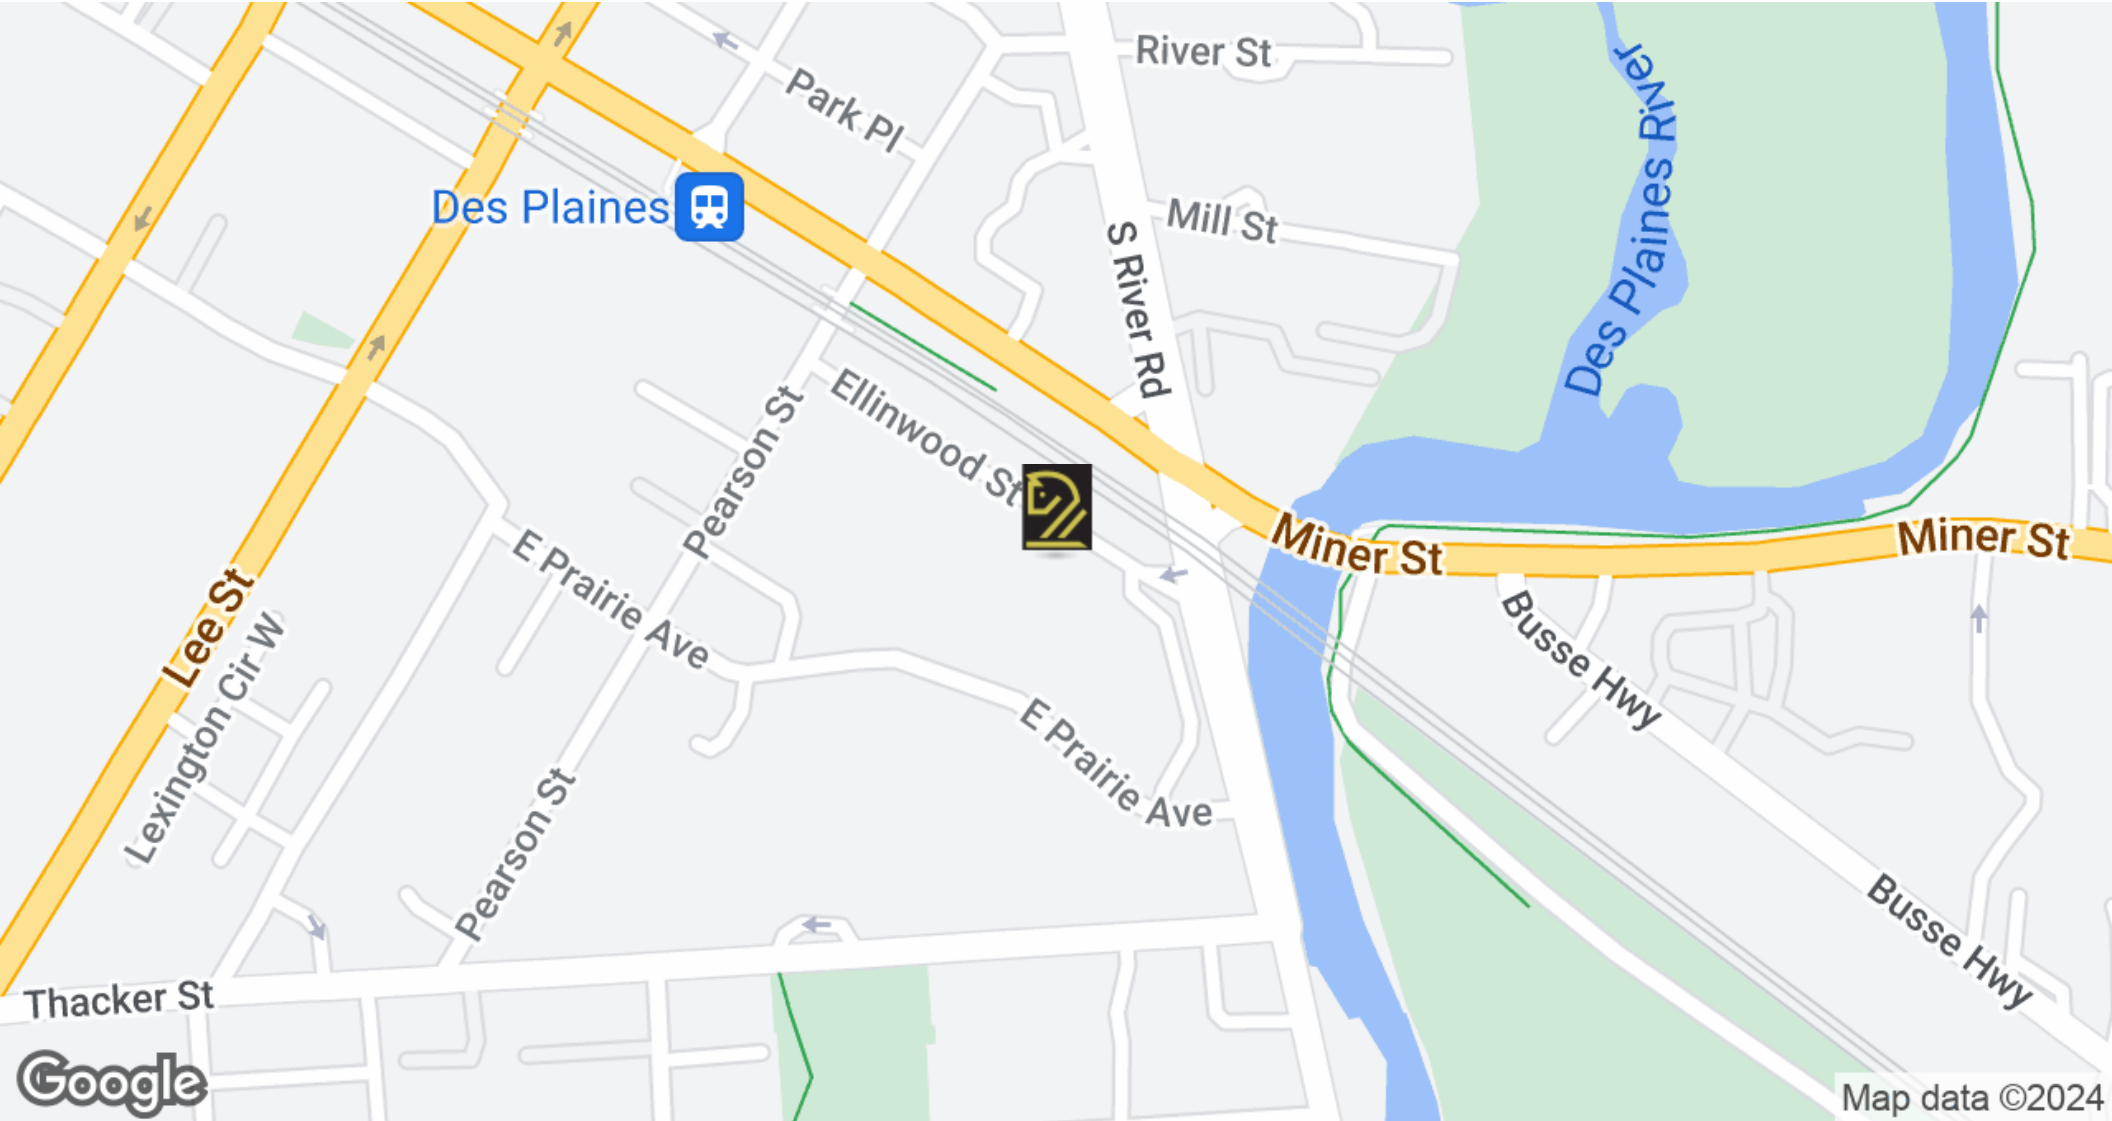 River St
Park Pl
Des Plaines River
Des Plaines
Mill St
S River Rd
Ellinwood St
Pearson St
Miner St
Miner St
E Prairie Ave
Lee St
Lexington Cir W
Busse Hwy
E Prairie Ave
Pearson St
Busse Hwy
Thacker St
Google
Map data ©2024